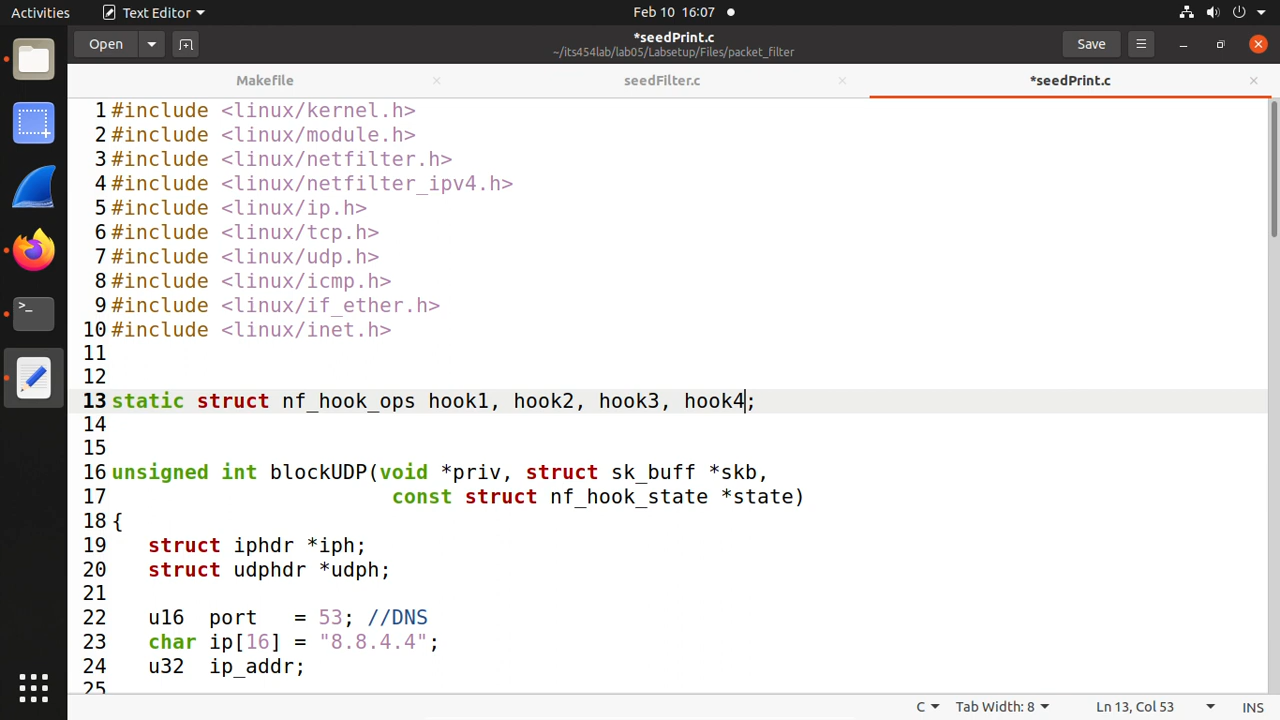 Activities
Text Editor
Feb 10 16:07
Open
*seedPrint.c
~/its454lab/lab05/Labsetup/Files/packet_filter
Save
Makefile
seedFilter.c
*seedPrint.c
1 #include <linux/kernel.h>
2 #include <linux/module.h>
3 #include <linux/netfilter.h>
4 #include <linux/netfilter_ipv4.h>
5 #include <linux/ip.h>
6 #include <linux/tcp.h>
7 #include <linux/udp.h>
8 #include <linux/icmp.h>
9 #include <linux/if_ether.h>
10 #include <linux/inet.h>
11
12
13 static struct nf_hook_ops hook1, hook2, hook3, hook4;
14
15
16 unsigned int blockUDP(void *priv, struct sk_buff *skb,
17                       const struct nf_hook_state *state)
18 {
19    struct iphdr *iph;
20    struct udphdr *udph;
21
22    u16  port   = 53; //DNS
23    char ip[16] = "8.8.4.4";
24    u32  ip_addr;
25
C
Tab Width: 8
Ln 13, Col 53
INS